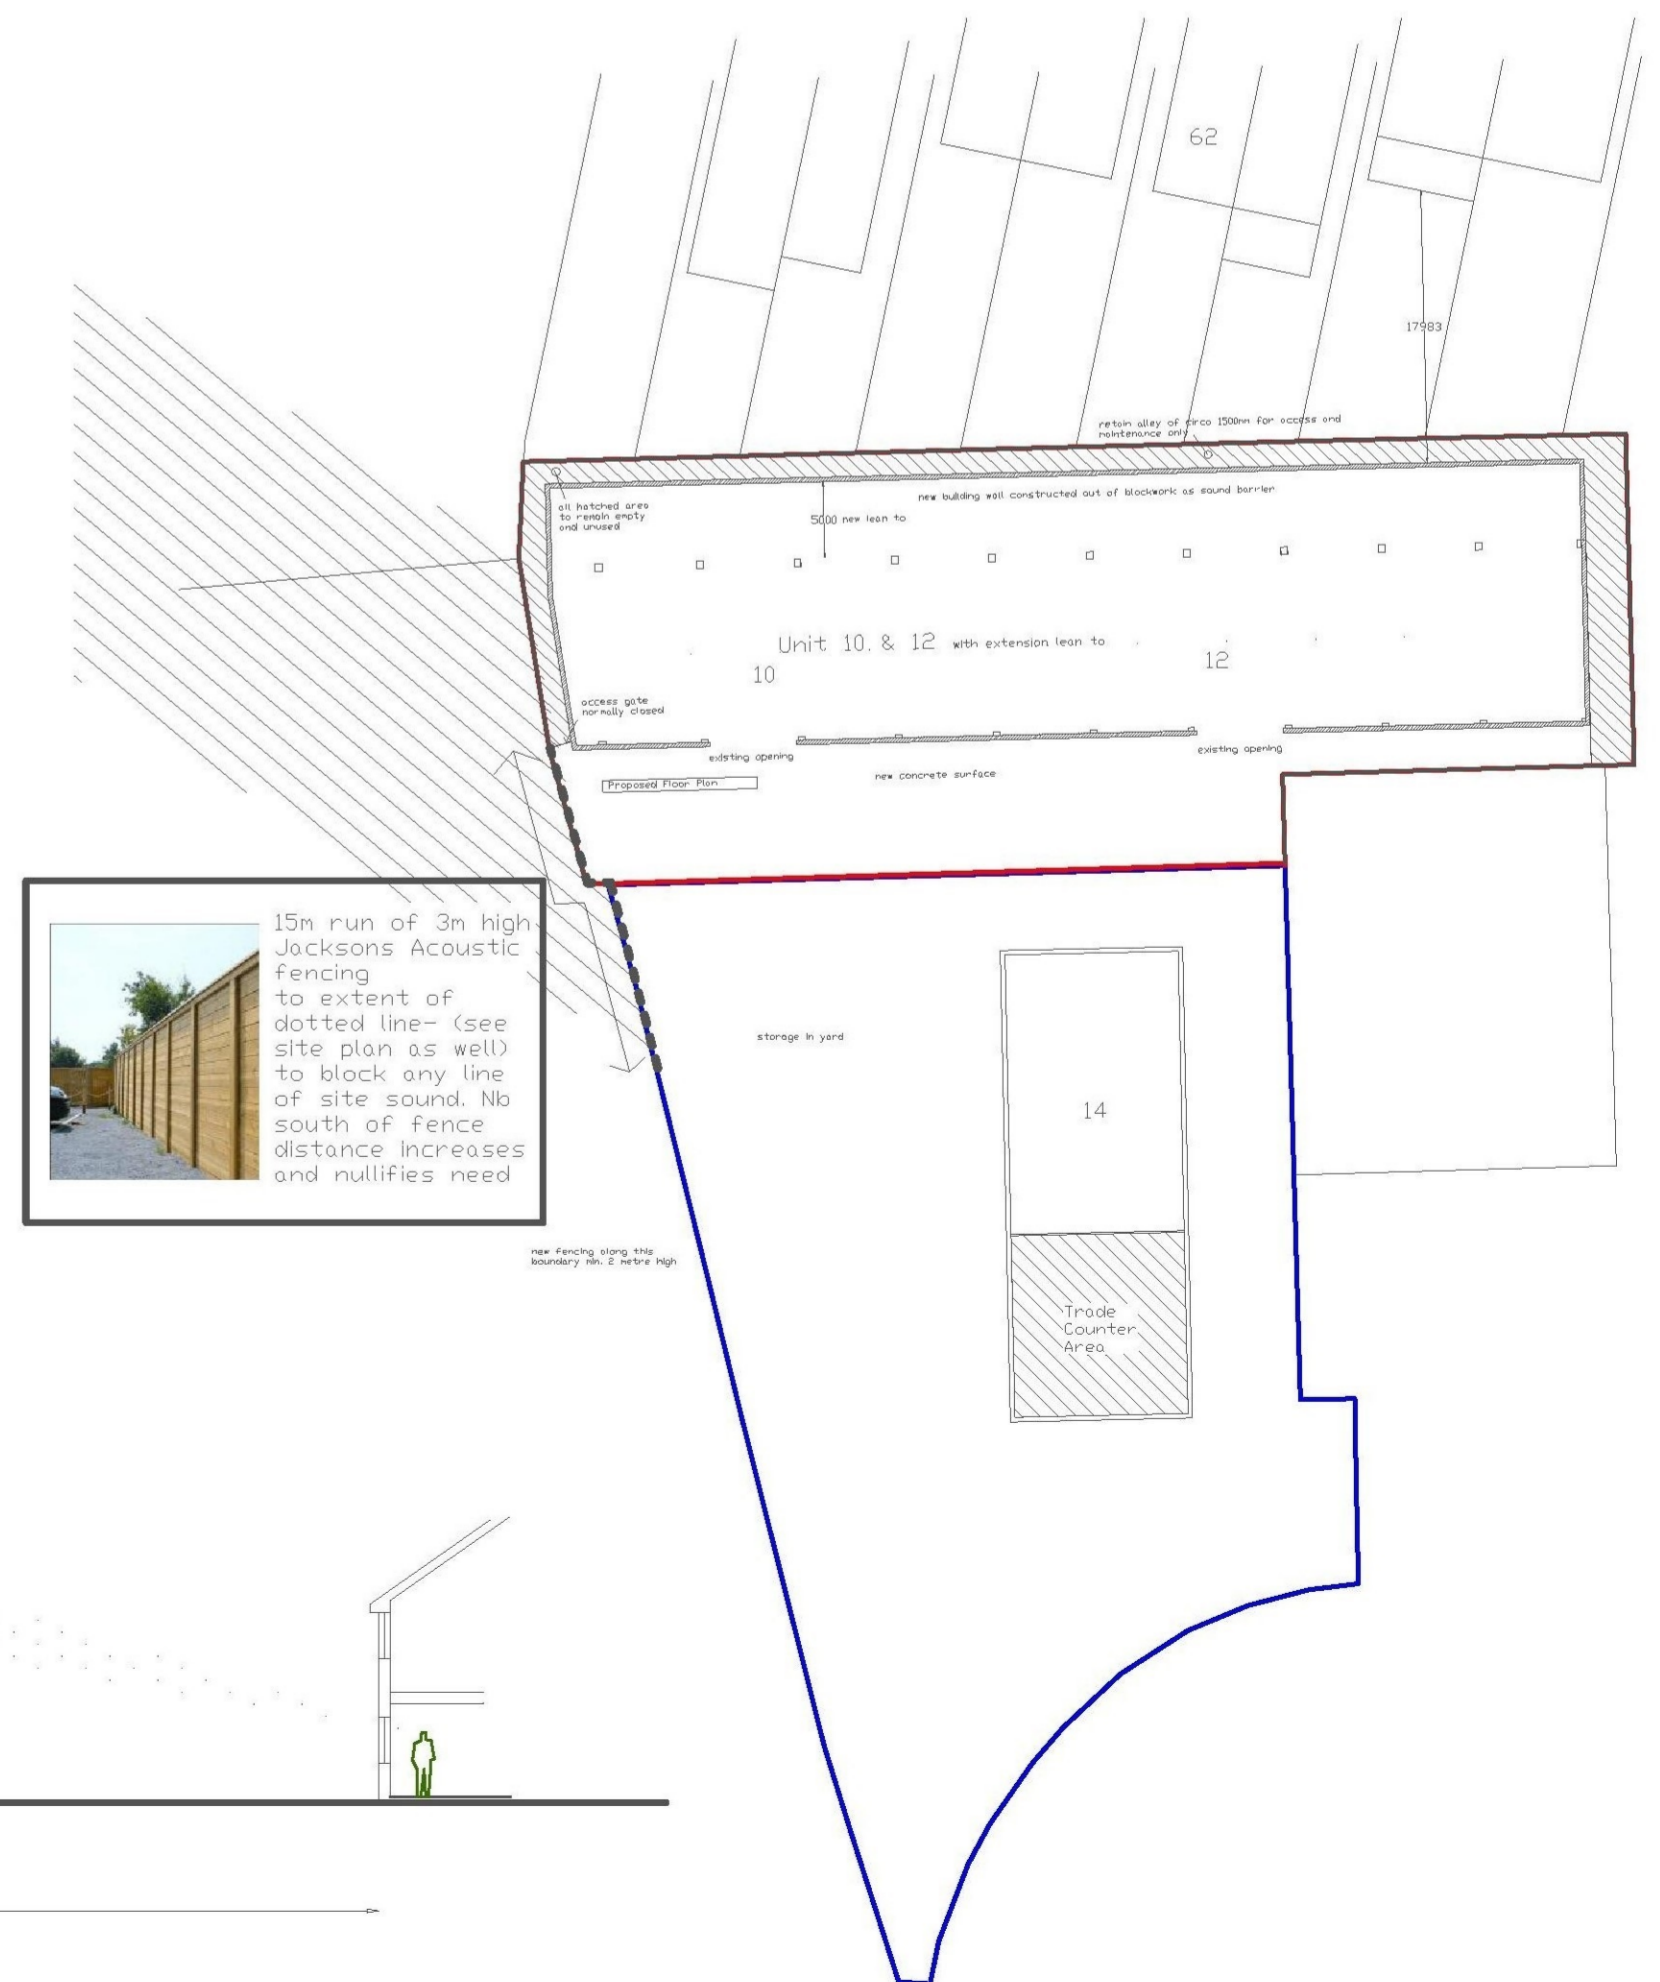 62
17983
retain alley of circa 1500mm for access and
maintenance only
new building wall constructed out of blockwork as sound barrier
all hatched area
to remain empty
and unused
5000 new lean to
Unit 10. & 12 with extension lean to
10
12
access gate
normally closed
existing opening
existing opening
new concrete surface
Proposed Floor Plan
15m run of 3m high
Jacksons Acoustic
fencing
to extent of
dotted line- (see
site plan as well)
to block any line
of site sound. Nb
south of fence
distance increases
and nullifies need
storage in yard
14
new fencing along this
boundary min. 2 metre high
Trade
Counter
Area